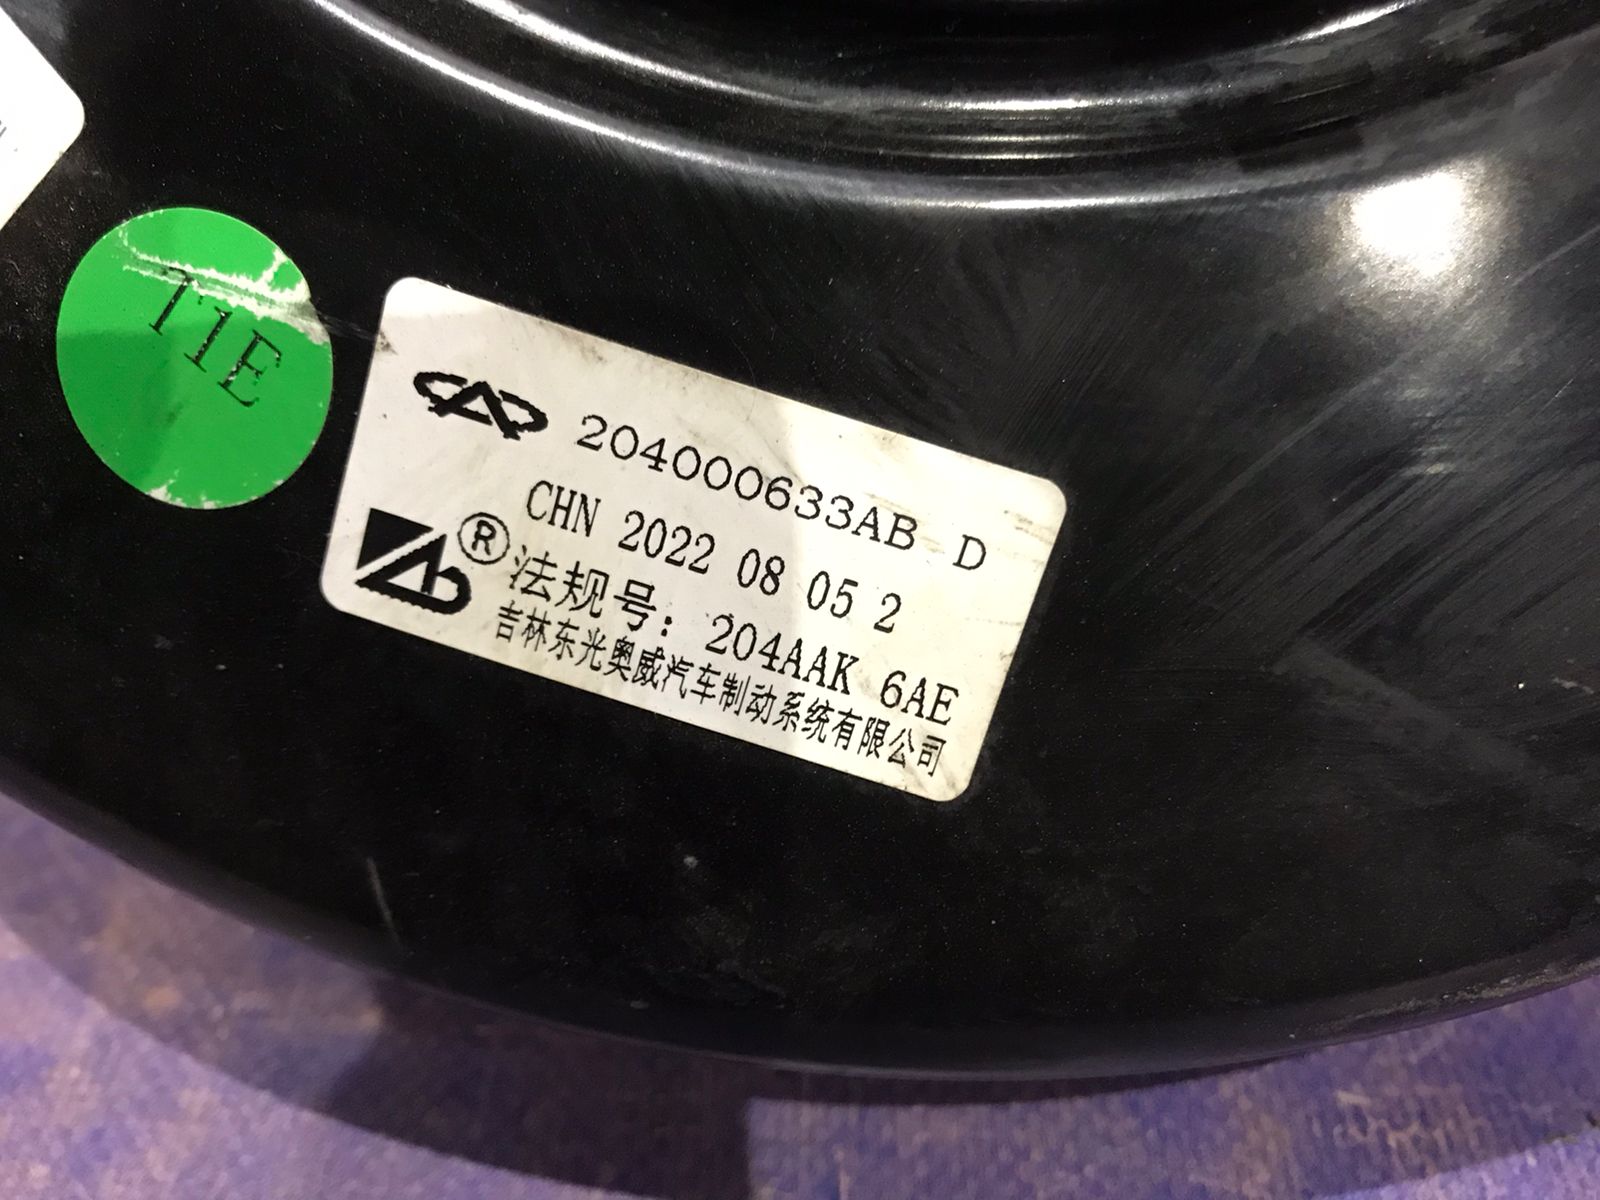 T1E
204000633AB D
CHN 2022 08 05 2
®法规号: 204AAK 6AE
吉林东光奥威汽车制动系统有限公司